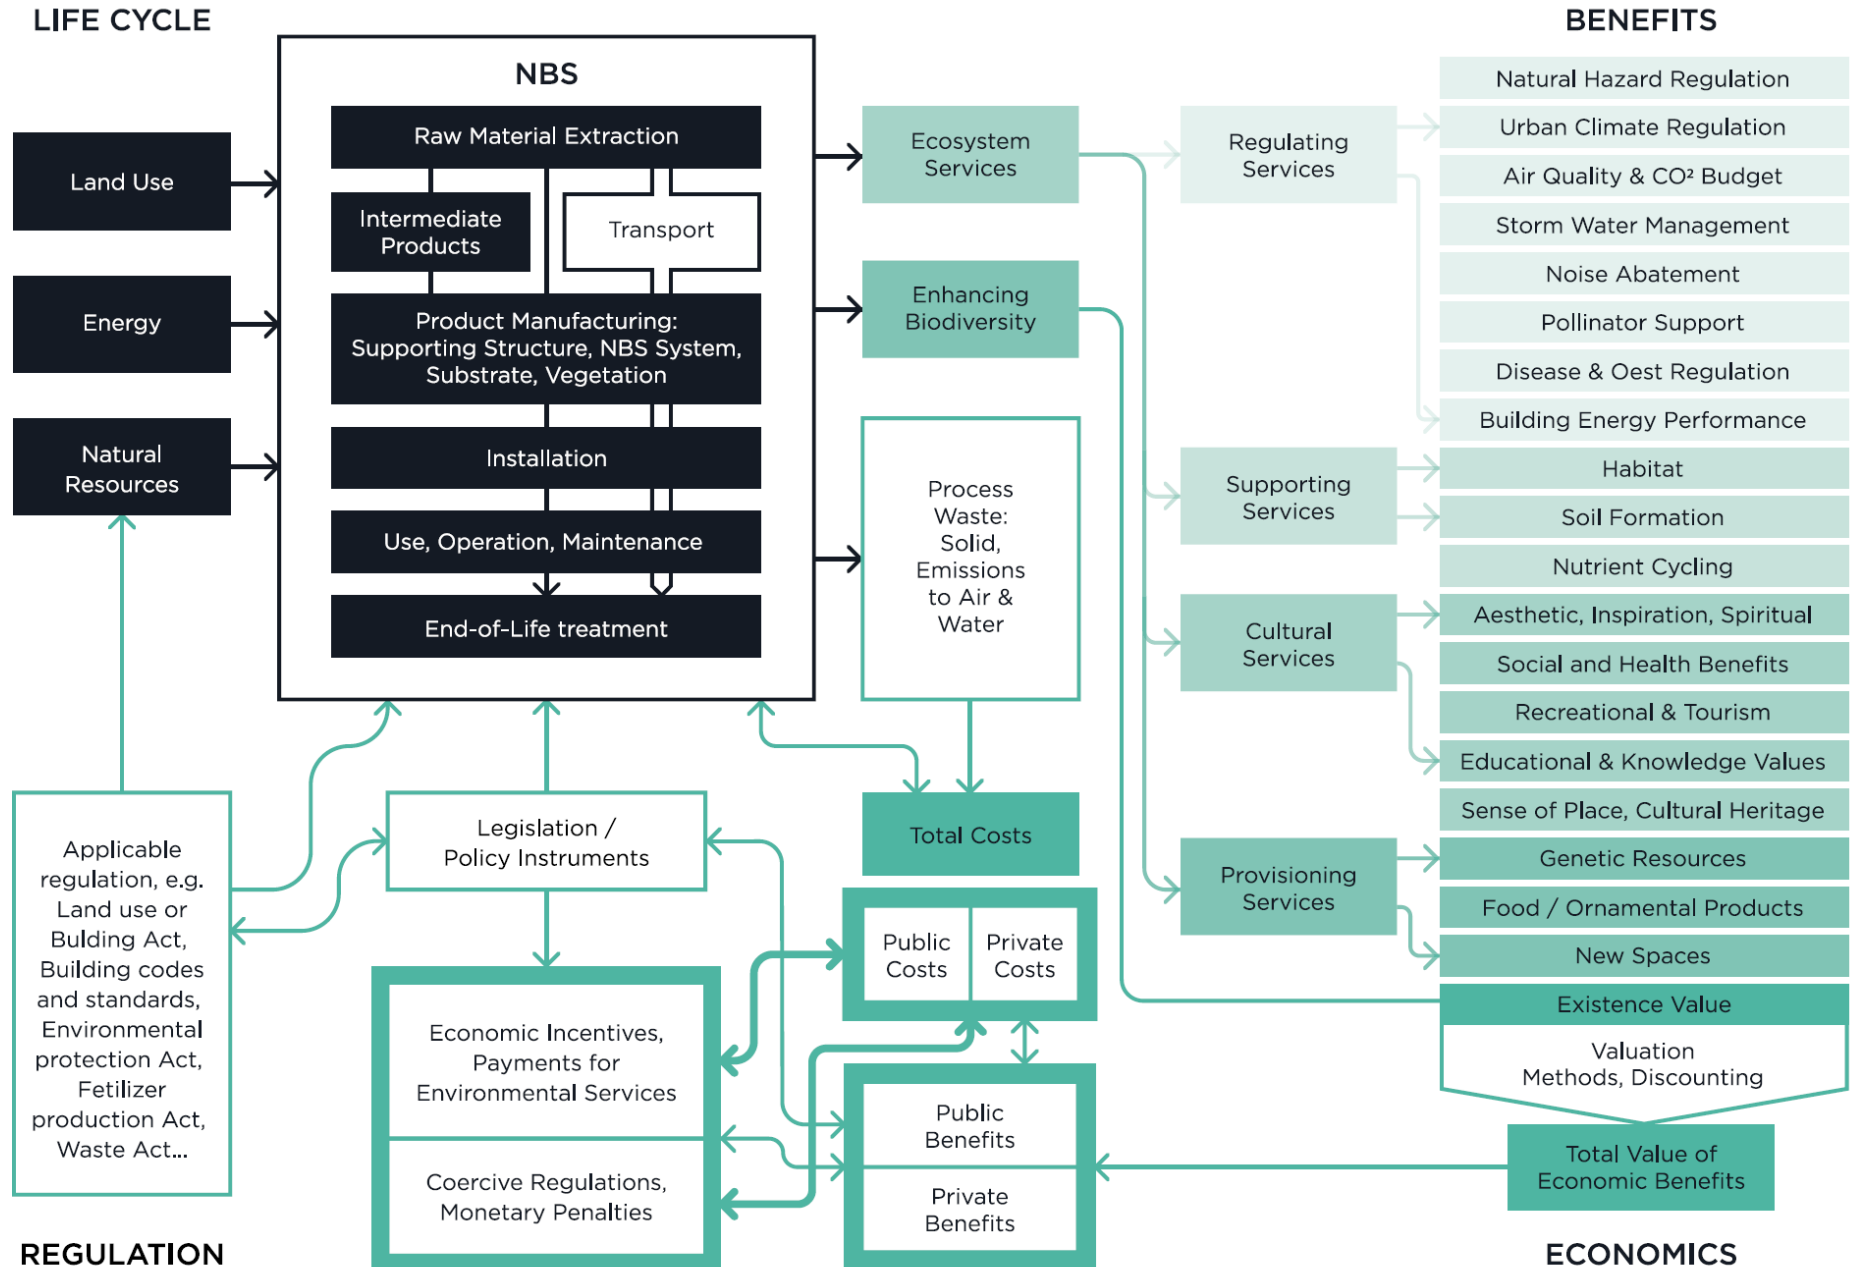 LIFE CYCLE
Land Use
Energy
Natural
Resources
NBS
Raw Material Extraction
Intermediate
Products
Transport
Product Manufacturing:
Supporting Structure, NBS System,
Substrate, Vegetation
Installation
Use, Operation, Maintenance
End-of-Life treatment
Ecosystem
Services
Enhancing
Biodiversity
Process
Waste:
Solid,
Emissions
to Air &
Water
Regulating
Services
Supporting
Services
Cultural
Services
Provisioning
Services
BENEFITS
Natural Hazard Regulation
Urban Climate Regulation
Air Quality & CO² Budget
Storm Water Management
Noise Abatement
Pollinator Support
Disease & Oest Regulation
Building Energy Performance
Habitat
Soil Formation
Nutrient Cycling
Aesthetic, Inspiration, Spiritual
Social and Health Benefits
Recreational & Tourism
Educational & Knowledge Values
Sense of Place, Cultural Heritage
Genetic Resources
Food / Ornamental Products
New Spaces
Existence Value
Valuation
Methods, Discounting
Total Value of
Economic Benefits
ECONOMICS
Applicable
regulation, e.g.
Land use or
Bulding Act,
Building codes
and standards,
Environmental
protection Act,
Fetilizer
production Act,
Waste Act...
REGULATION
Legislation /
Policy Instruments
Economic Incentives,
Payments for
Environmental Services
Coercive Regulations,
Monetary Penalties
Total Costs
Public
Costs
Private
Costs
Public
Benefits
Private
Benefits